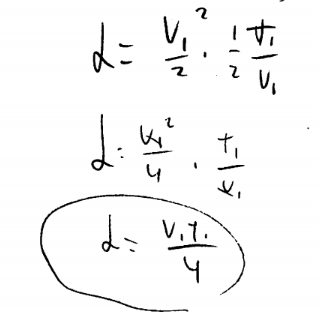 d = V₁²/2 · 1/2 t₁/V₁
d = V₁²/4 · t₁/V₁
d = V₁t₁/4